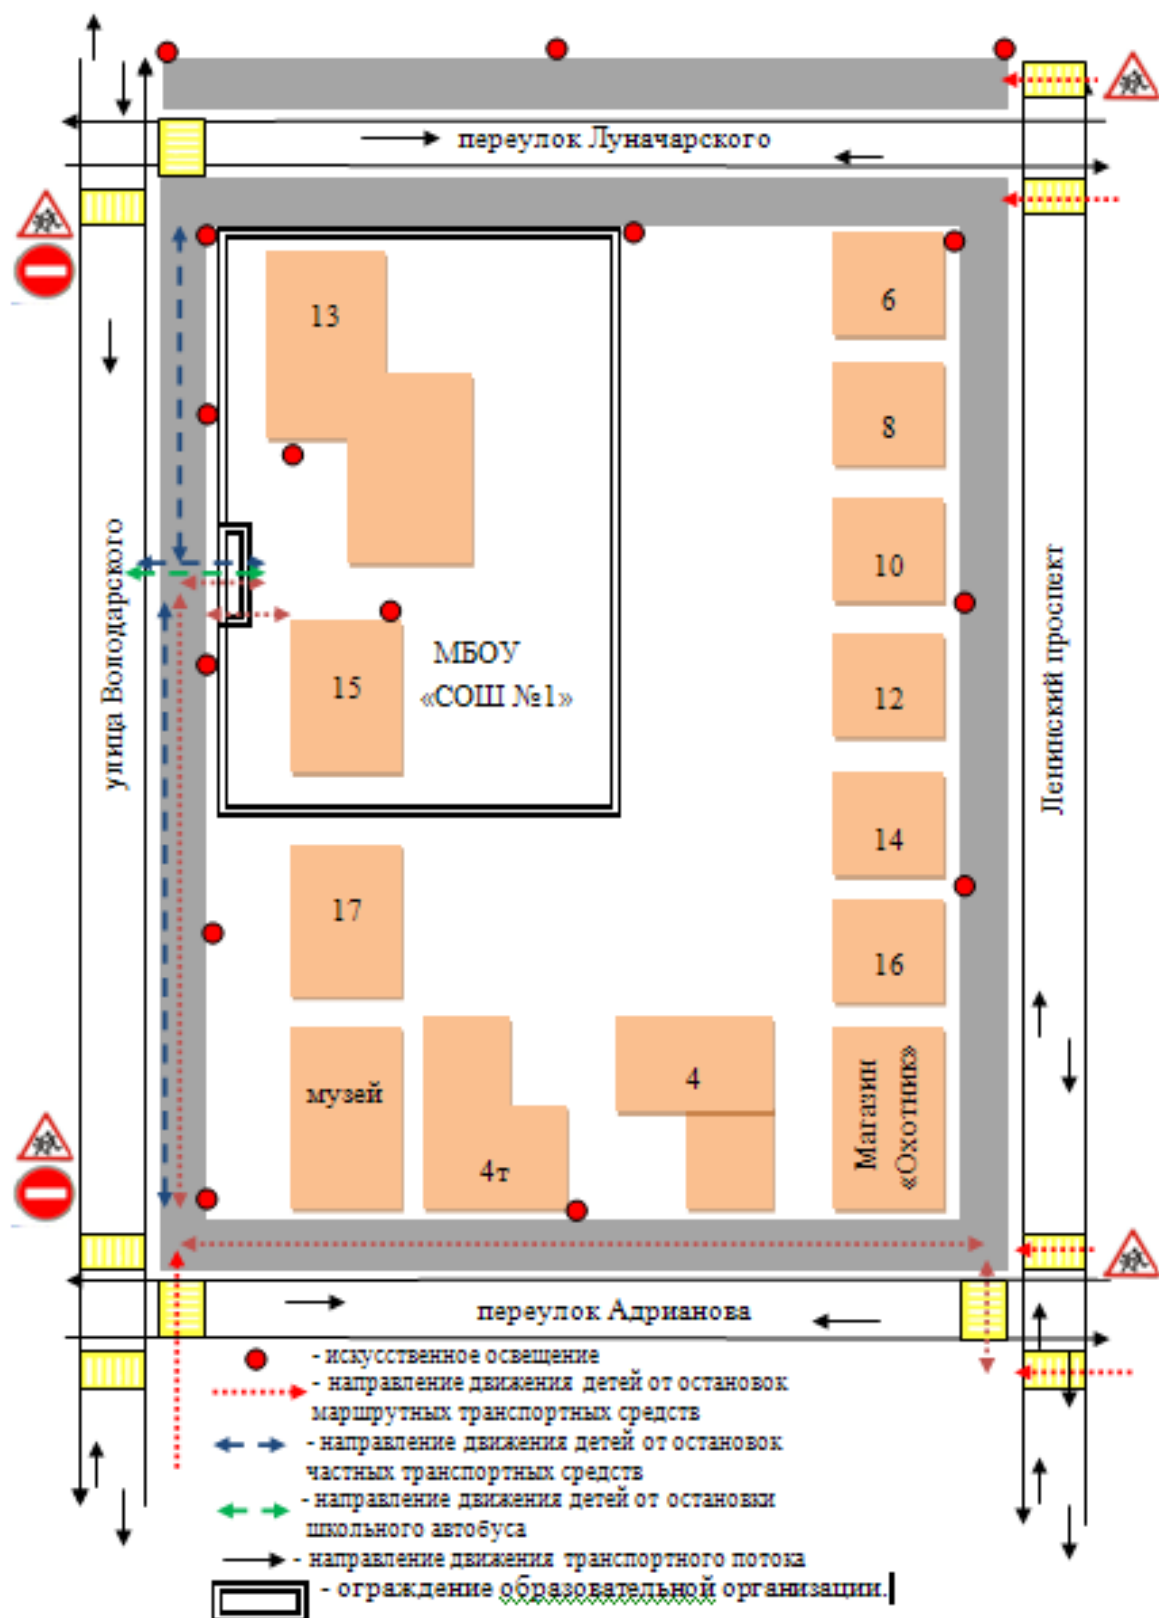 переулок Луначарского
13
6
8
10
12
14
16
улица Володарского
Ленинский проспект
МБОУ
«СОШ №1»
15
17
музей
4т
4
Магазин
«Охотник»
переулок Адрианова
- искусственное освещение
- направление движения детей от остановок
маршрутных транспортных средств
- направление движения детей от остановок
частных транспортных средств
- направление движения детей от остановки
школьного автобуса
- направление движения транспортного потока
- ограждение образовательной организации.